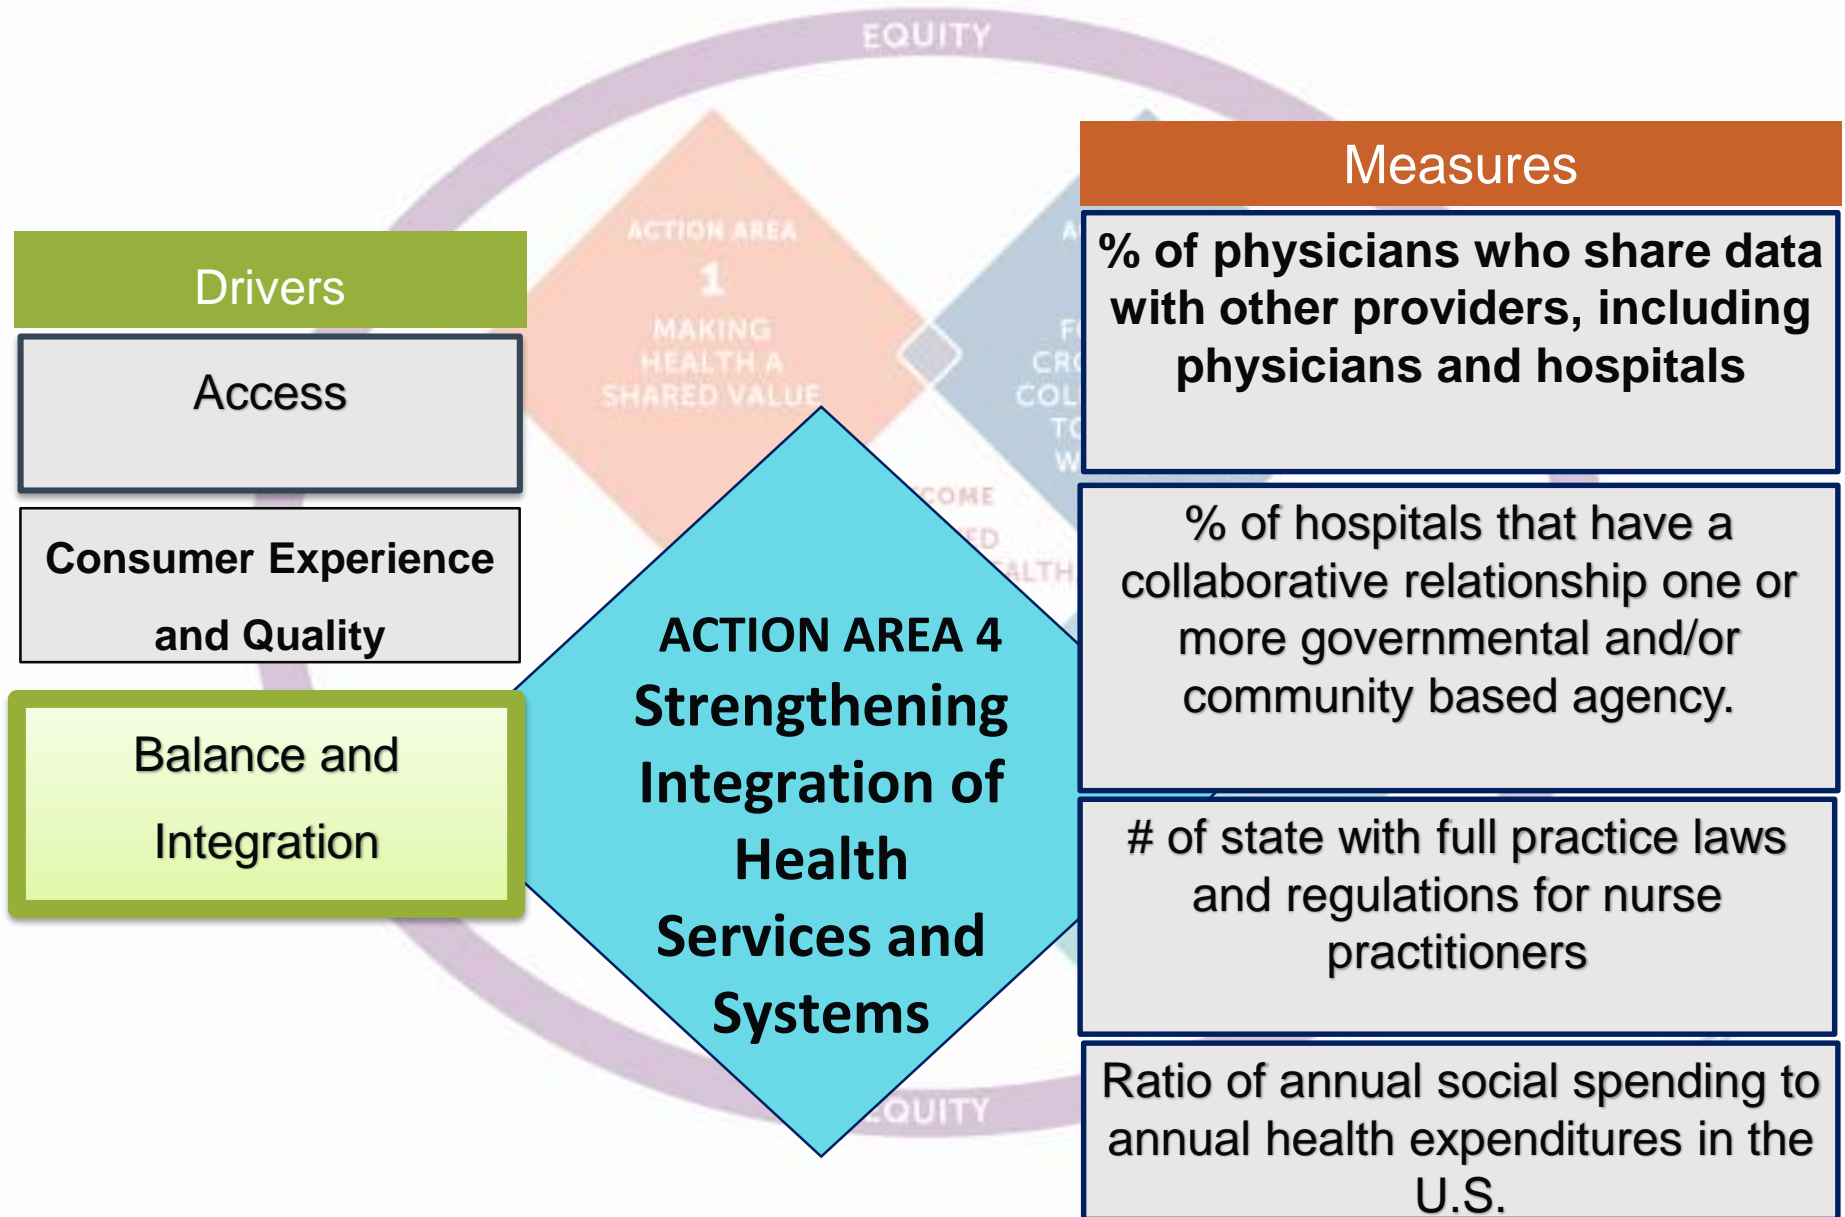 EQUITY
ACTION AREA
1
MAKING
HEALTH A
SHARED VALUE
Drivers
Access
Consumer Experience
and Quality
Balance and
Integration
ACTION AREA 4
Strengthening
Integration of
Health
Services and
Systems
Measures
% of physicians who share data
with other providers, including
physicians and hospitals
% of hospitals that have a
collaborative relationship one or
more governmental and/or
community based agency.
# of state with full practice laws
and regulations for nurse
practitioners
Ratio of annual social spending to
annual health expenditures in the
U.S.
EQUITY